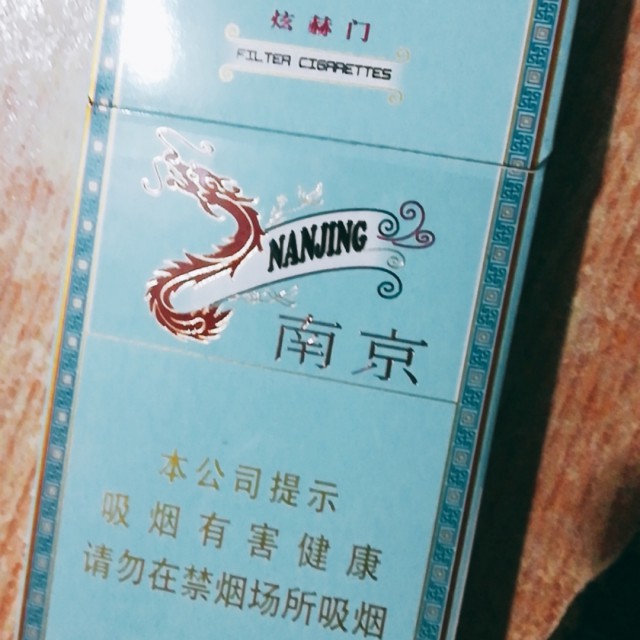 炫赫门
FILTER CIGARETTES
NANJING
南京
本公司提示
吸烟有害健康
请勿在禁烟场所吸烟